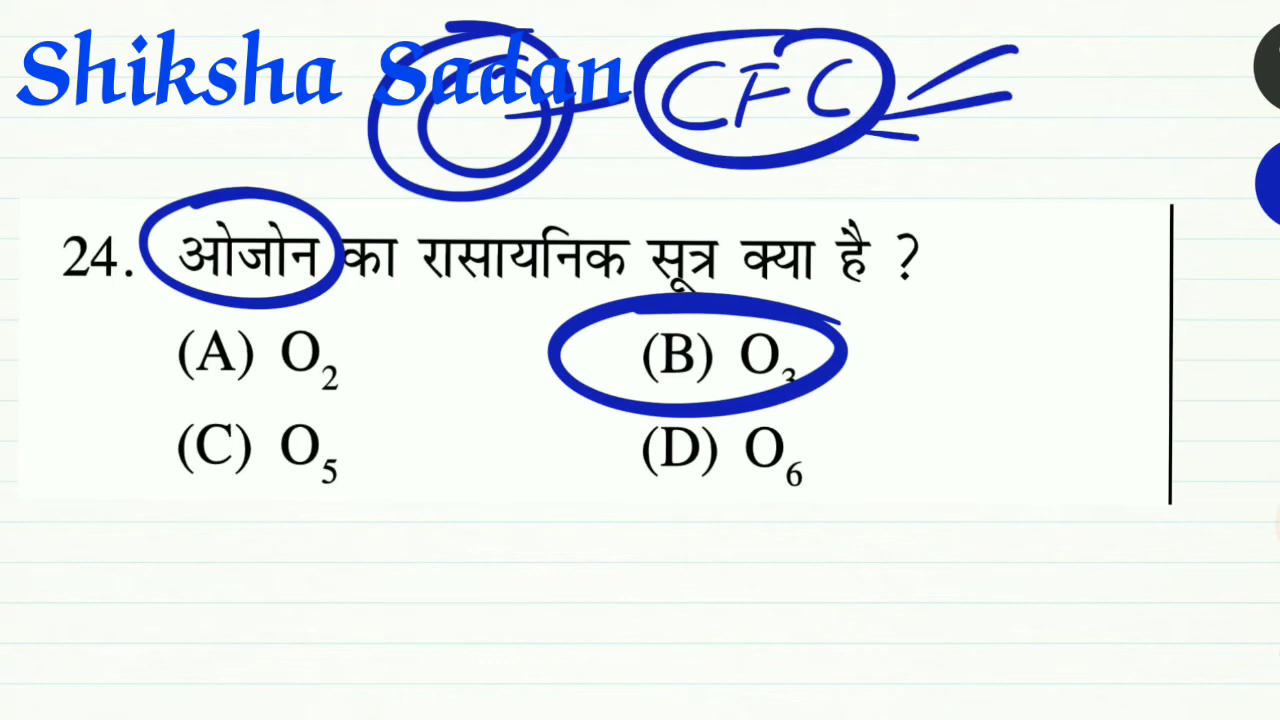 Shiksha Sadan
CFC
24. ओजोन का रासायनिक सूत्र क्या है ?
(A) O₂ (B) O₃
(C) O₅ (D) O₆